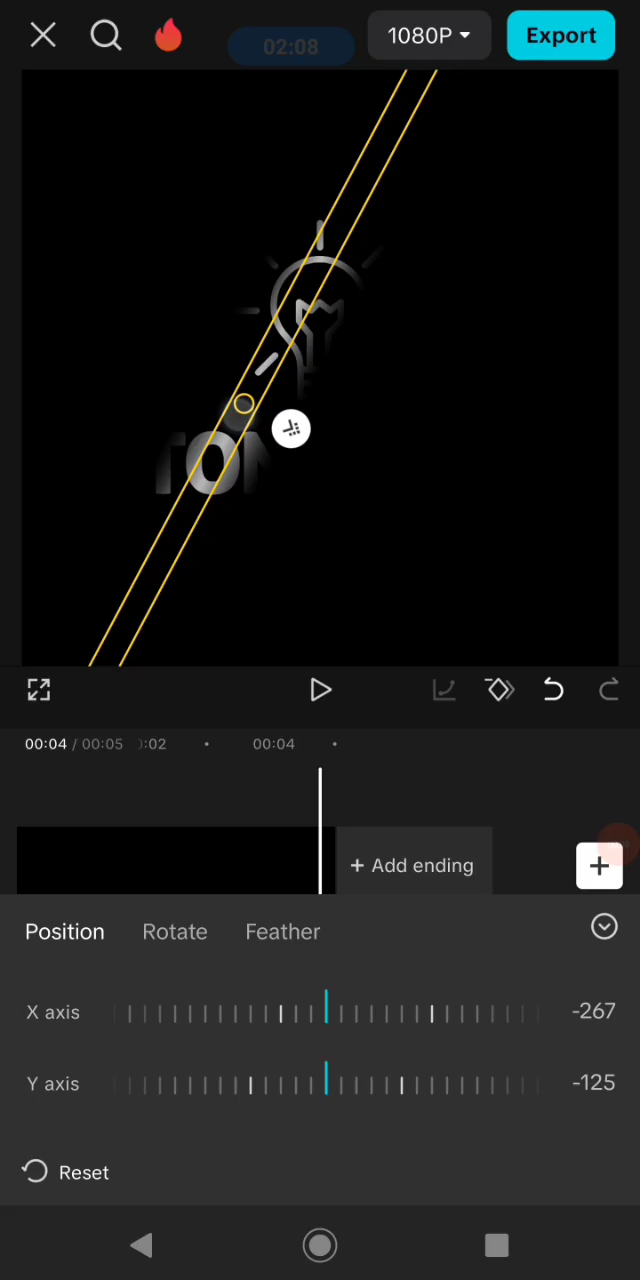 02:08
1080P
Export
TON
00:04 / 00:05
:02
00:04
+ Add ending
Position
Rotate
Feather
X axis
-267
Y axis
-125
Reset